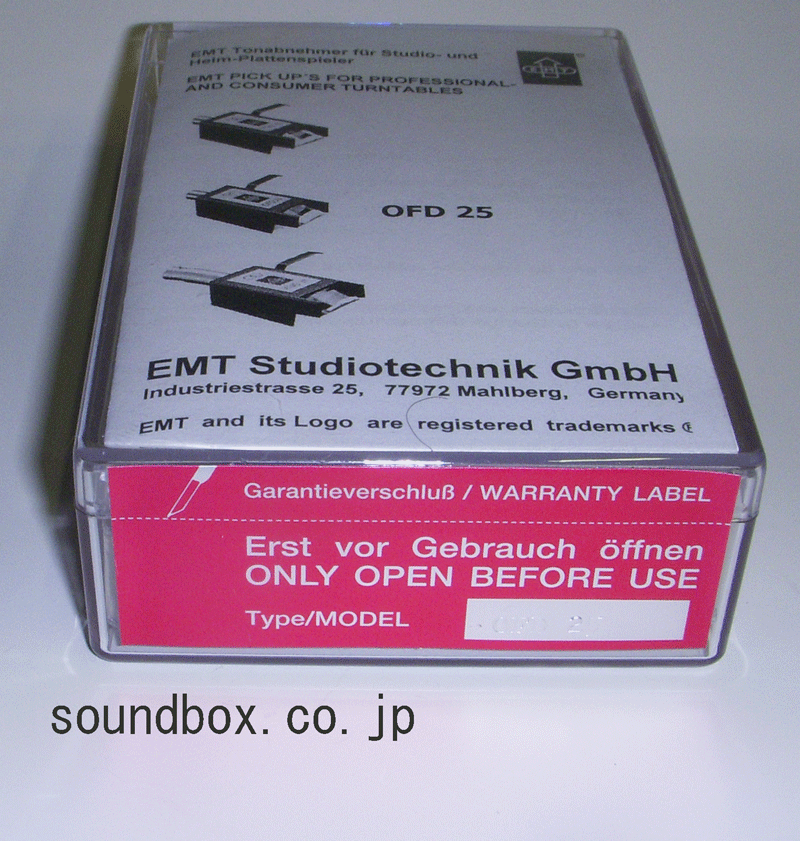 EMT Tonabnehmer für Studio- und
Heim-Plattenspieler
EMT PICK UP'S FOR PROFESSIONAL-
AND CONSUMER TURNTABLES
EMT
OFD 25
EMT Studiotechnik GmbH
Industriestrasse 25, 77972 Mahlberg, Germany
EMT and its Logo are registered trademarks
Garantieverschluß / WARRANTY LABEL
Erst vor Gebrauch öffnen
ONLY OPEN BEFORE USE
Type/MODEL
soundbox.co.jp